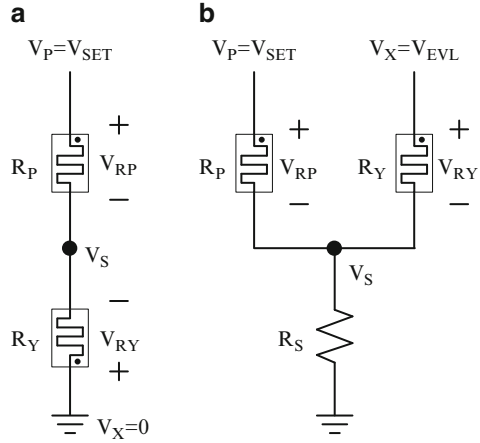 a
V_P=V_SET
+
R_P
V_RP
−
V_S
−
R_Y
V_RY
+
V_X=0
b
V_P=V_SET
V_X=V_EVL
+
R_P
V_RP
−
+
R_Y
V_RY
−
V_S
R_S